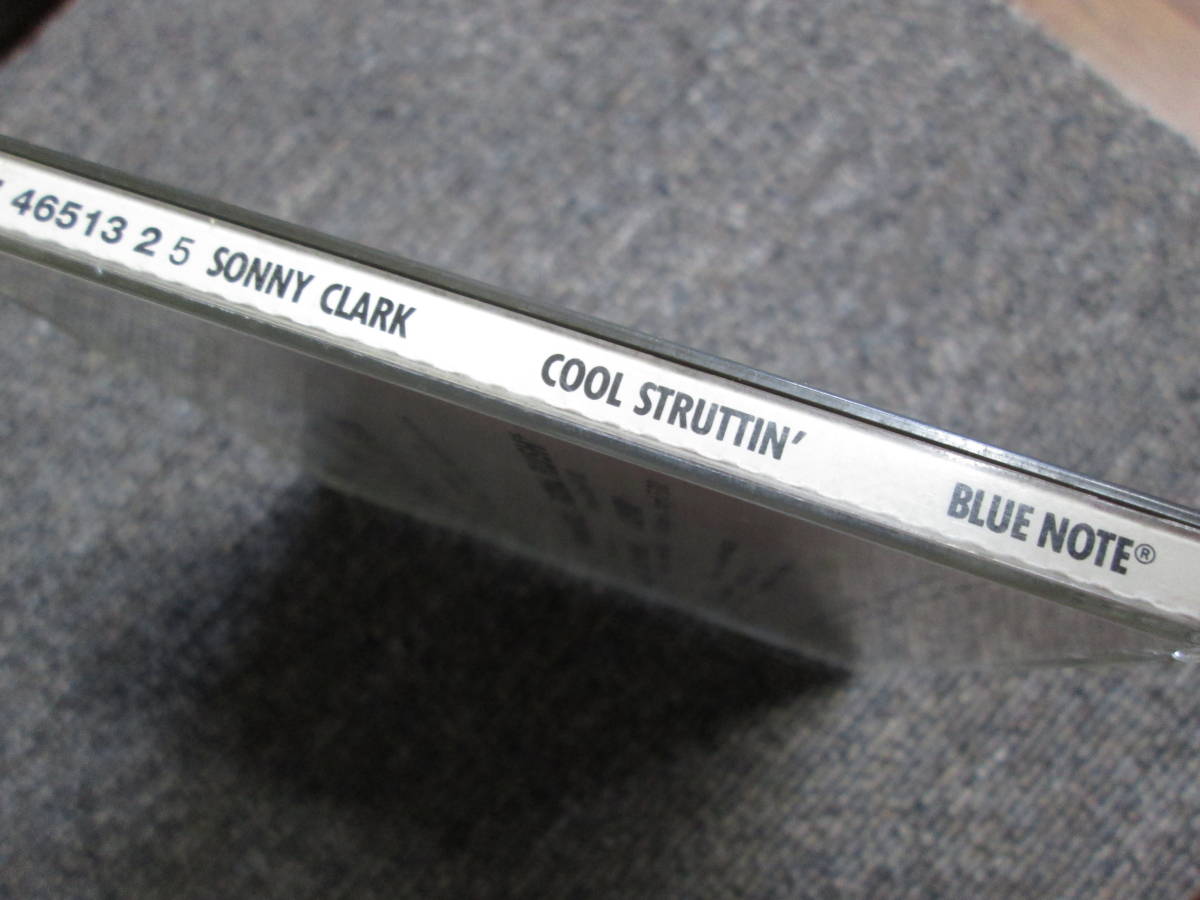 46513 2 5 SONNY CLARK COOL STRUTTIN' BLUE NOTE®